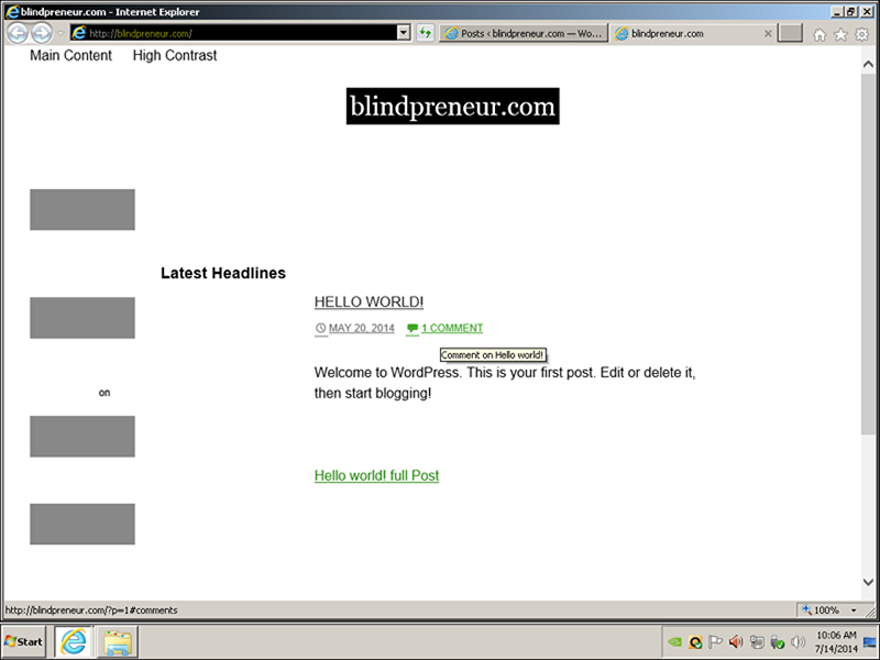 blindpreneur.com - Internet Explorer
http://blindpreneur.com/
Posts ‹ blindpreneur.com — Wo...
blindpreneur.com
Main Content High Contrast
blindpreneur.com
Latest Headlines
HELLO WORLD!
MAY 20, 2014 1 COMMENT
Comment on Hello world!
Welcome to WordPress. This is your first post. Edit or delete it,
then start blogging!
on
Hello world! full Post
http://blindpreneur.com/?p=1#comments
100%
Start
10:06 AM
7/14/2014